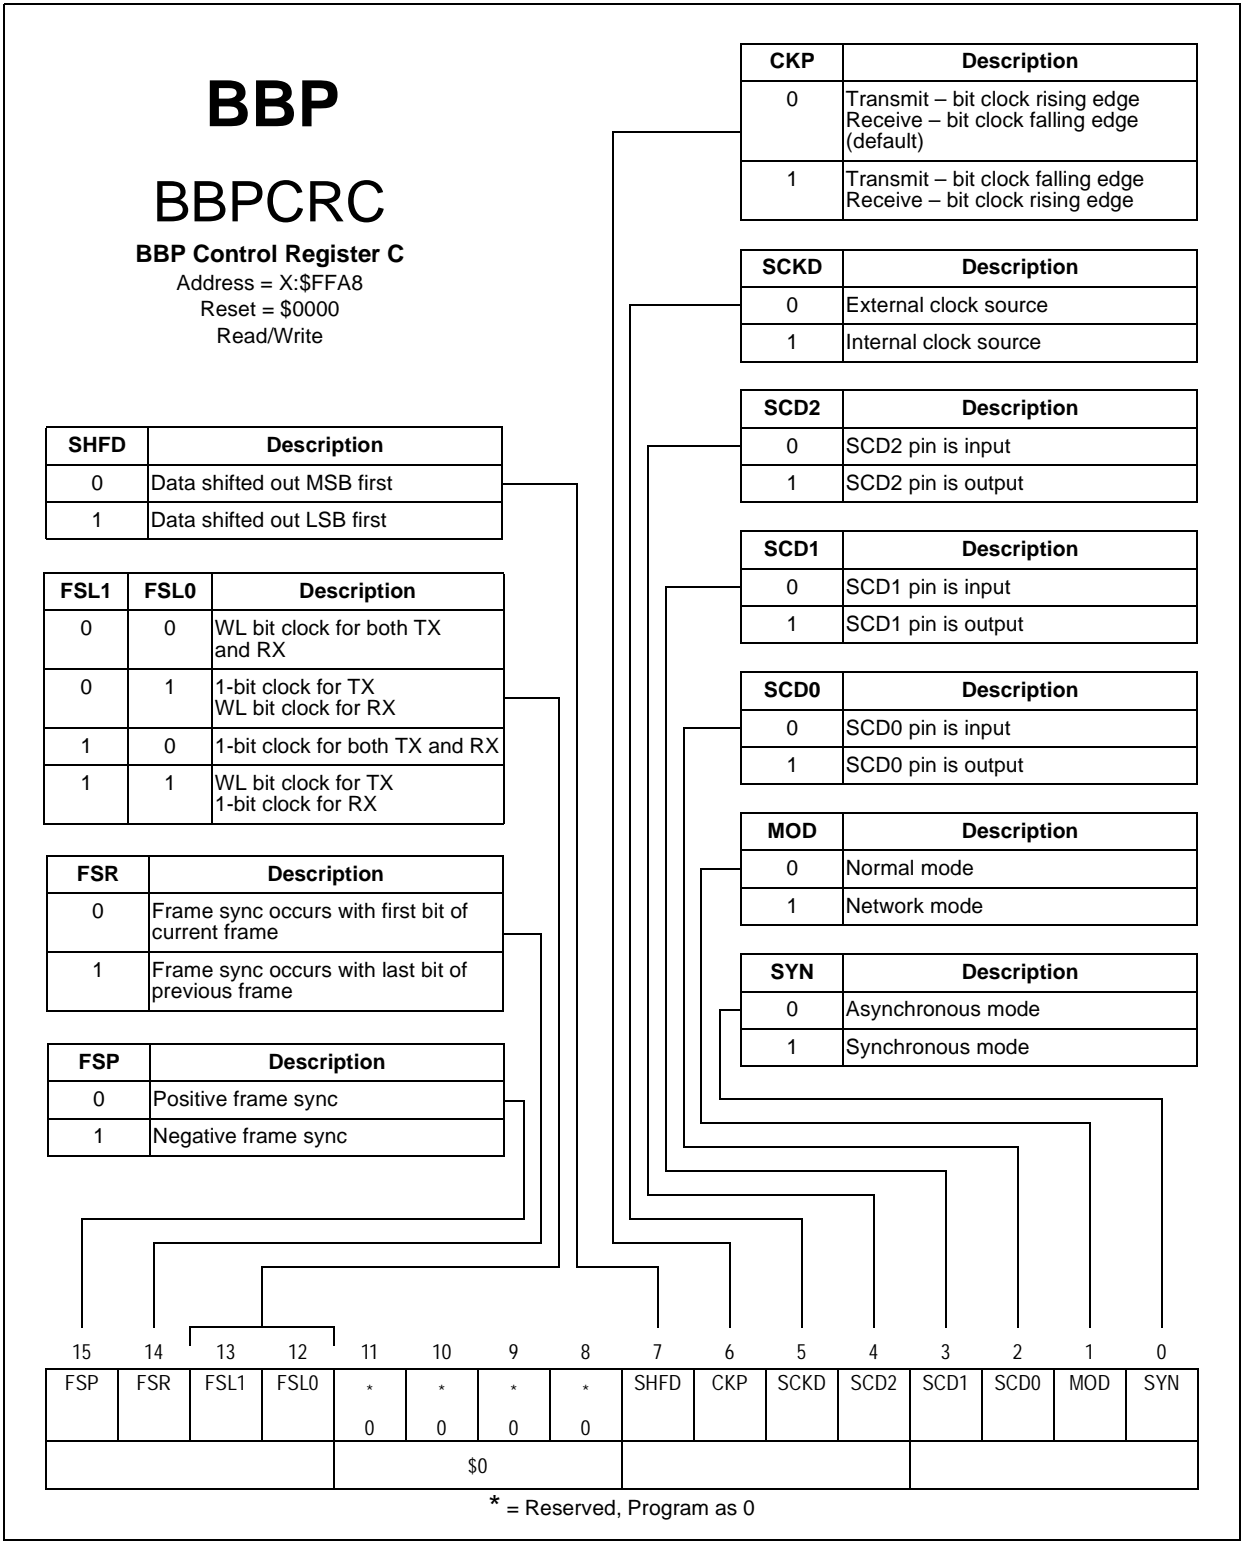 BBP
BBPCRC
BBP Control Register C
Address = X:$FFA8
Reset = $0000
Read/Write
SHFD Description
0 Data shifted out MSB first
1 Data shifted out LSB first
FSL1 FSL0 Description
0 0 WL bit clock for both TX
and RX
0 1 1-bit clock for TX
WL bit clock for RX
1 0 1-bit clock for both TX and RX
1 1 WL bit clock for TX
1-bit clock for RX
FSR Description
0 Frame sync occurs with first bit of
current frame
1 Frame sync occurs with last bit of
previous frame
FSP Description
0 Positive frame sync
1 Negative frame sync
CKP Description
0 Transmit – bit clock rising edge
Receive – bit clock falling edge
(default)
1 Transmit – bit clock falling edge
Receive – bit clock rising edge
SCKD Description
0 External clock source
1 Internal clock source
SCD2 Description
0 SCD2 pin is input
1 SCD2 pin is output
SCD1 Description
0 SCD1 pin is input
1 SCD1 pin is output
SCD0 Description
0 SCD0 pin is input
1 SCD0 pin is output
MOD Description
0 Normal mode
1 Network mode
SYN Description
0 Asynchronous mode
1 Synchronous mode
15 14 13 12 11 10 9 8 7 6 5 4 3 2 1 0
FSP FSR FSL1 FSL0 * * * * SHFD CKP SCKD SCD2 SCD1 SCD0 MOD SYN
0 0 0 0
$0
* = Reserved, Program as 0